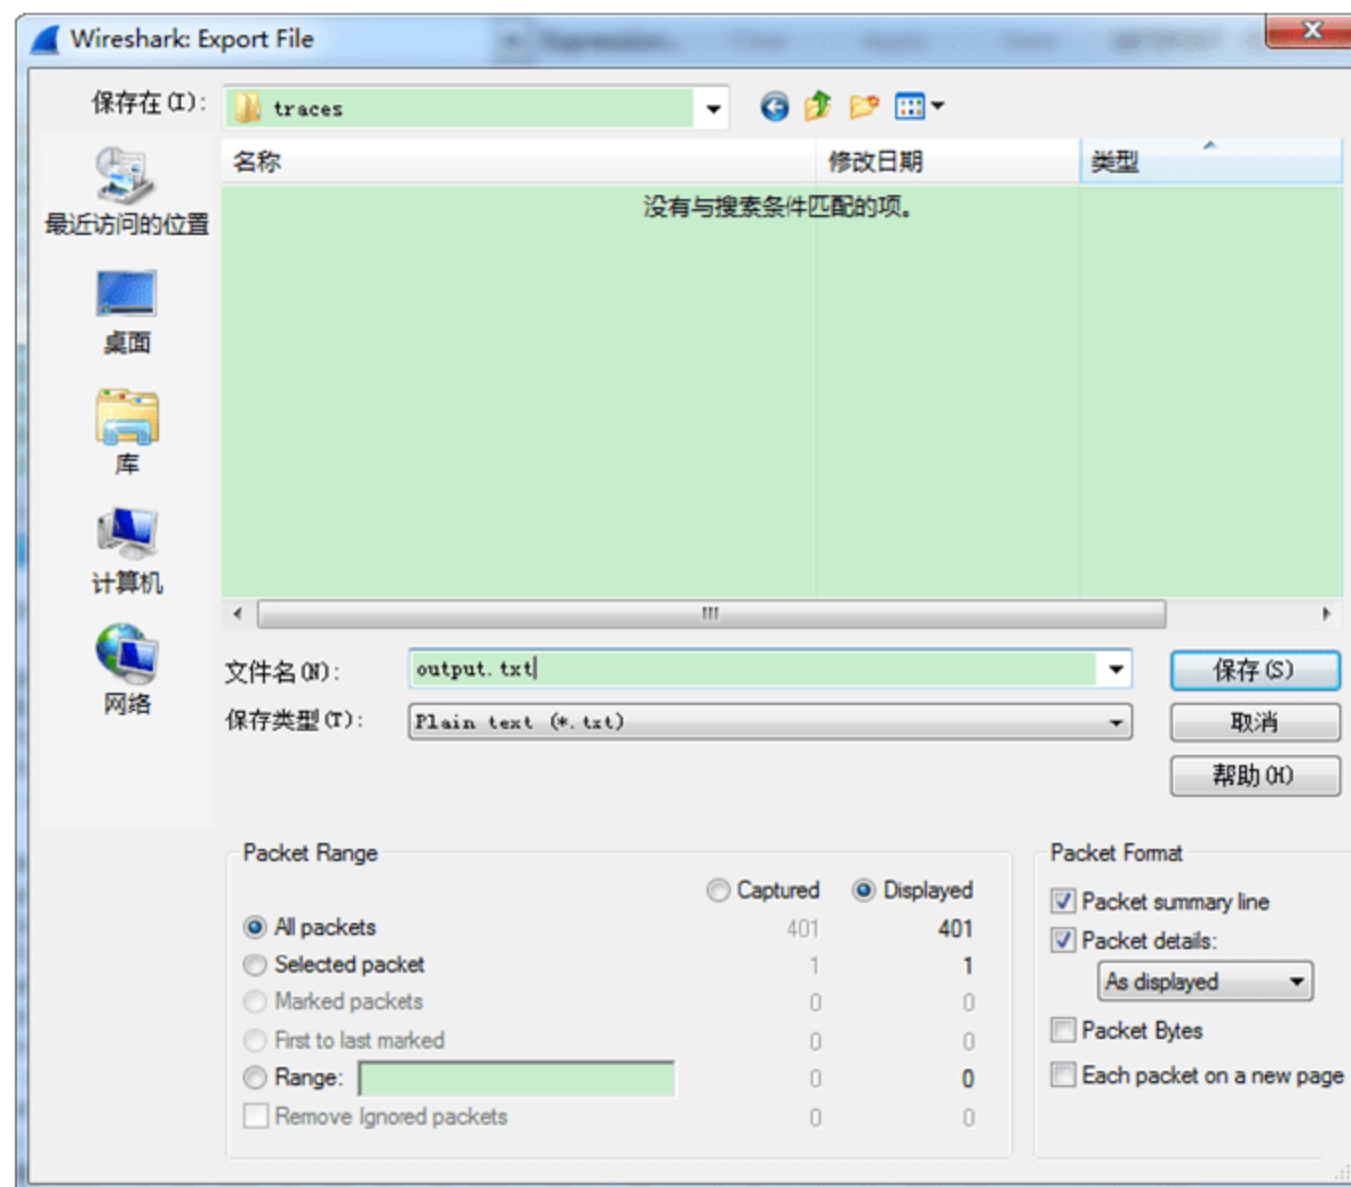 Wireshark: Export File
保存在(I):
traces
名称
修改日期
类型
没有与搜索条件匹配的项。
最近访问的位置
桌面
库
计算机
网络
文件名(N):
output.txt
保存(S)
保存类型(T):
Plain text (*.txt)
取消
帮助(H)
Packet Range
Captured
Displayed
All packets
401
401
Selected packet
1
1
Marked packets
0
0
First to last marked
0
0
Range:
0
0
Remove Ignored packets
0
0
Packet Format
Packet summary line
Packet details:
As displayed
Packet Bytes
Each packet on a new page